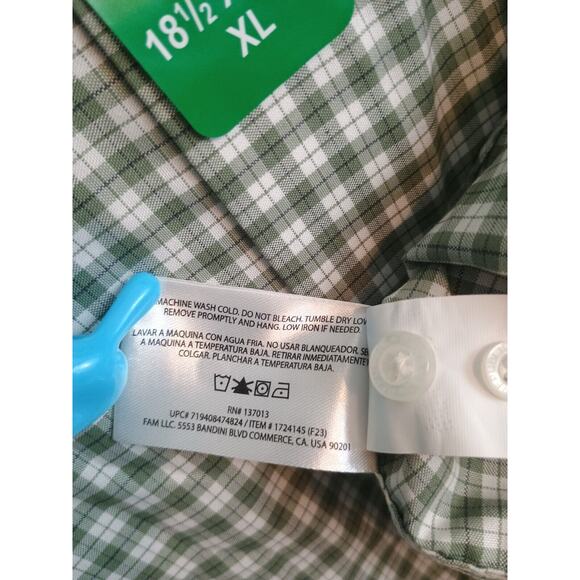 18½
XL
MACHINE WASH COLD. DO NOT BLEACH. TUMBLE DRY LOW
REMOVE PROMPTLY AND HANG. LOW IRON IF NEEDED.
LAVAR A MAQUINA CON AGUA FRIA. NO USAR BLANQUEADOR.
A MAQUINA A TEMPERATURA BAJA. RETIRAR INMEDIATAMENTE
COLGAR. PLANCHAR A TEMPERATURA BAJA.
RN# 137013
UPC# 719408474824 / ITEM # 1724145 (F23)
FAM LLC. 5553 BANDINI BLVD COMMERCE, CA. USA 90201